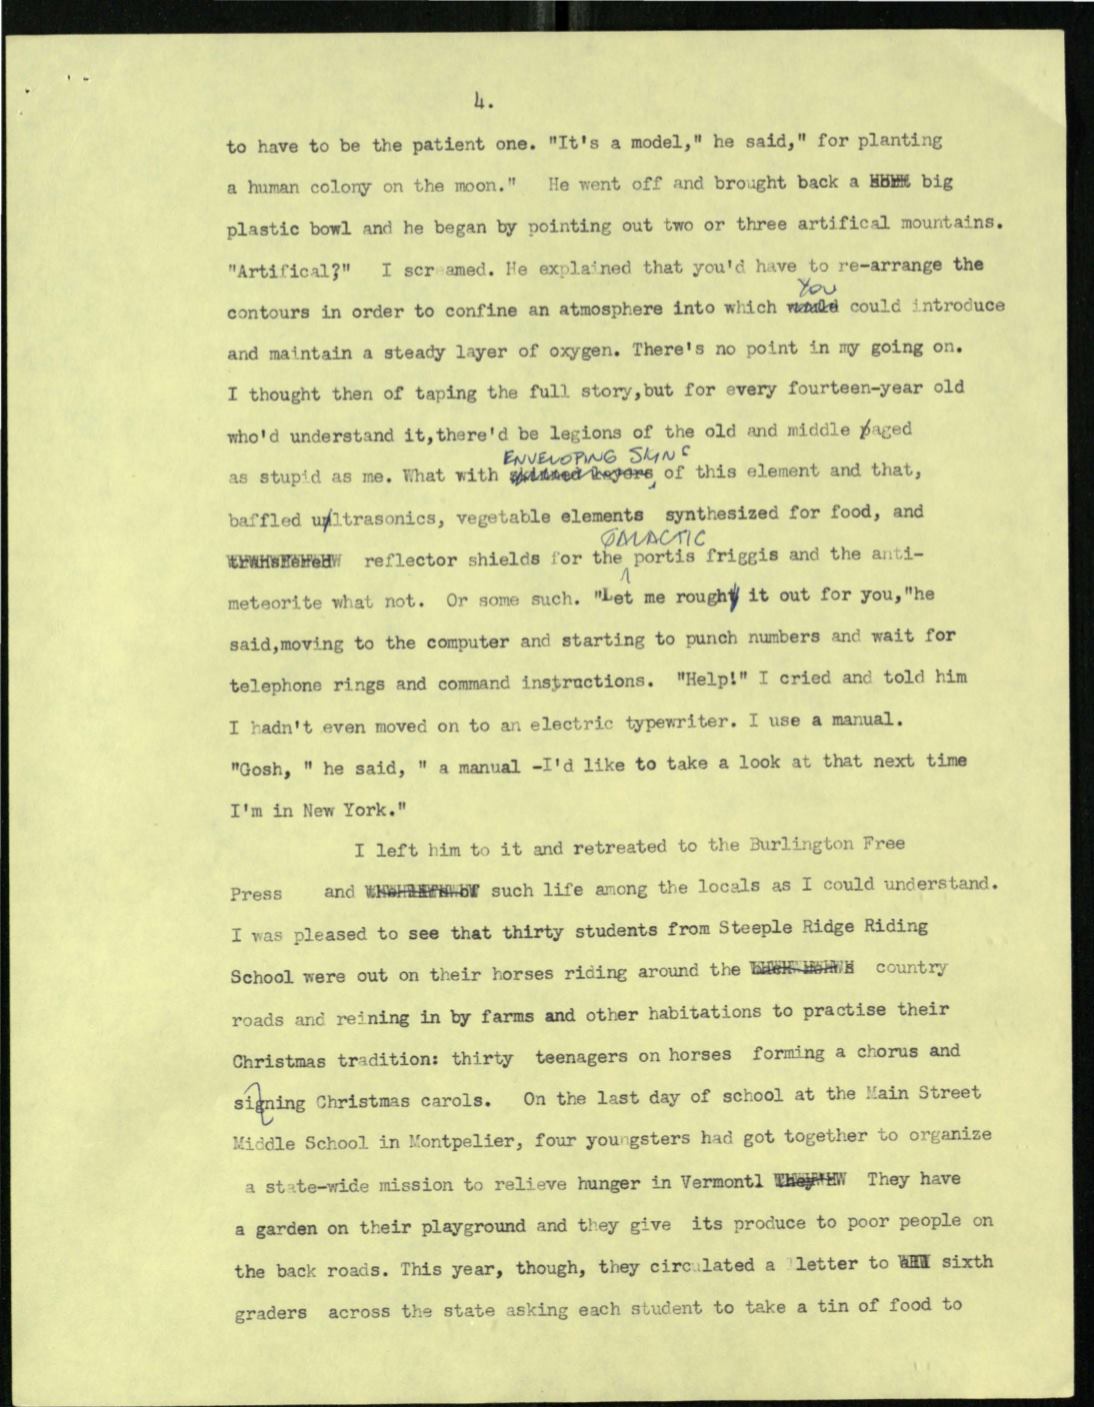 4.
to have to be the patient one. "It's a model," he said," for planting
a human colony on the moon."   He went off and brought back a big
plastic bowl and he began by pointing out two or three artifical mountains.
"Artifical?"   I scr amed. He explained that you'd have to re-arrange the
YOU
contours in order to confine an atmosphere into which would could introduce
and maintain a steady layer of oxygen. There's no point in my going on.
I thought then of taping the full story,but for every fourteen-year old
who'd understand it,there'd be legions of the old and middle paged
ENVELOPING SKINS
as stupid as me. What with skinned layers of this element and that,
baffled unltrasonics, vegetable elements  synthesized for food, and
GALACTIC
transhered reflector shields for the portis friggis and the anti-
meteorite what not.  Or some such. "Let me rought it out for you,"he
said,moving to the computer and starting to punch numbers and wait for
telephone rings and command instructions.  "Help!" I cried and told him
I hadn't even moved on to an electric typewriter. I use a manual.
"Gosh, " he said, " a manual -I'd like to take a look at that next time
I'm in New York."
I left him to it and retreated to the Burlington Free
Press    and such life among the locals as I could understand.
I was pleased to see that thirty students from Steeple Ridge Riding
School were out on their horses riding around the country
roads and reining in by farms and other habitations to practise their
Christmas tradition: thirty  teenagers on horses  forming a chorus and
signing Christmas carols.   On the last day of school at the Main Street
Middle School in Montpelier, four youngsters had got together to organize
a state-wide mission to relieve hunger in Vermontl They They have
a garden on their playground and they give  its produce to poor people on
the back roads. This year, though, they circulated a letter to all sixth
graders  across the state asking each student to take a tin of food to